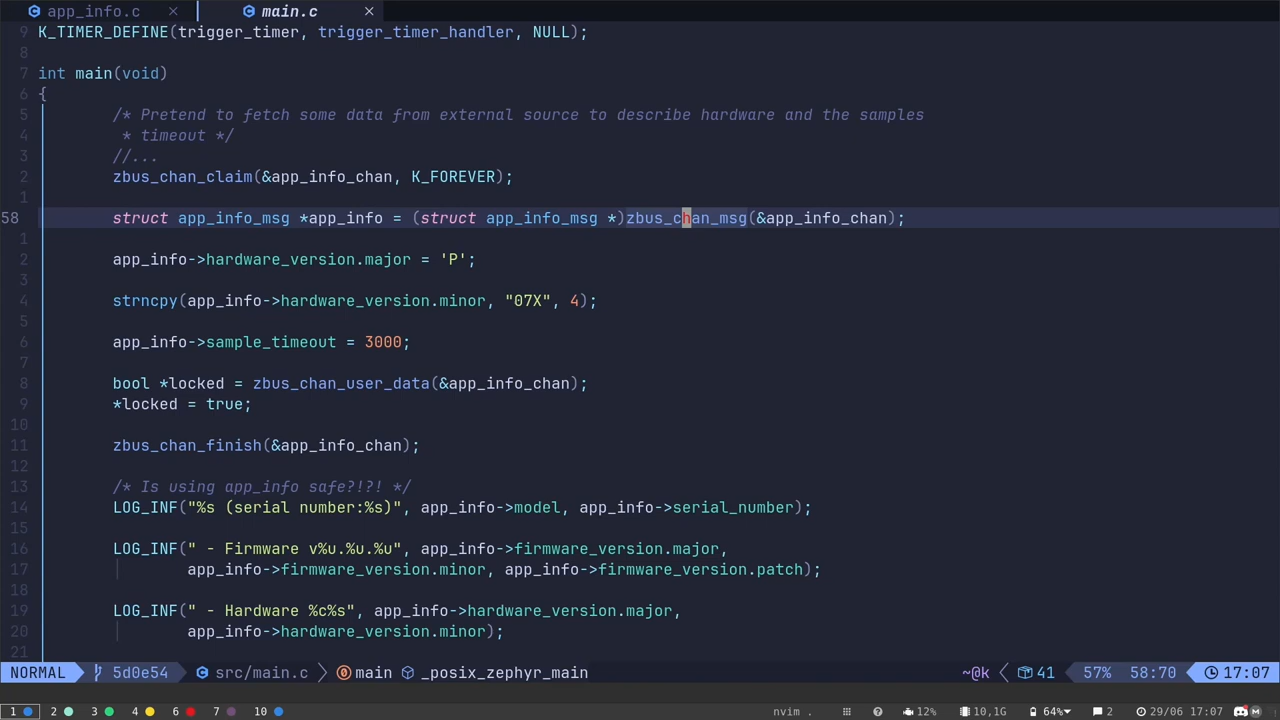 app_info.c × main.c ×
9 K_TIMER_DEFINE(trigger_timer, trigger_timer_handler, NULL);
8
7 int main(void)
6 {
5 /* Pretend to fetch some data from external source to describe hardware and the samples
4 * timeout */
3 //...
2 zbus_chan_claim(&app_info_chan, K_FOREVER);
1
58 struct app_info_msg *app_info = (struct app_info_msg *)zbus_chan_msg(&app_info_chan);
1
2 app_info->hardware_version.major = 'P';
3
4 strncpy(app_info->hardware_version.minor, "07X", 4);
5
6 app_info->sample_timeout = 3000;
7
8 bool *locked = zbus_chan_user_data(&app_info_chan);
9 *locked = true;
10
11 zbus_chan_finish(&app_info_chan);
12
13 /* Is using app_info safe?!?! */
14 LOG_INF("%s (serial number:%s)", app_info->model, app_info->serial_number);
15
16 LOG_INF(" - Firmware v%u.%u.%u", app_info->firmware_version.major,
17 app_info->firmware_version.minor, app_info->firmware_version.patch);
18
19 LOG_INF(" - Hardware %c%s", app_info->hardware_version.major,
20 app_info->hardware_version.minor);
21
NORMAL 5d0e54 src/main.c main _posix_zephyr_main ~@k 41 57% 58:70 17:07
1 2 3 4 6 7 10 nvim . 12% 10,1G 64% 2 29/06 17:07